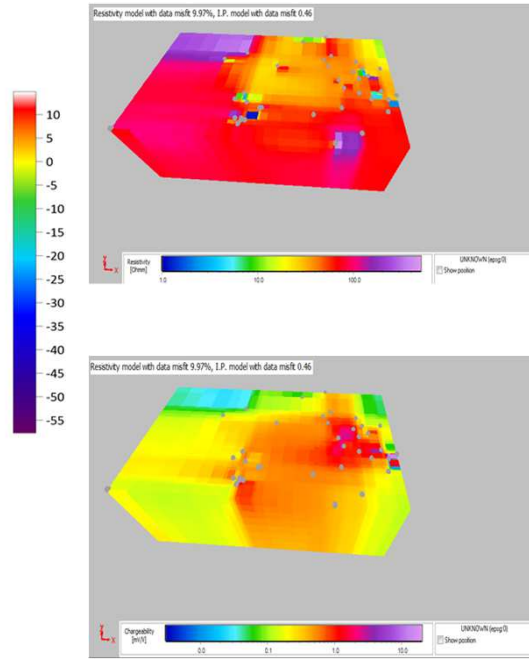 Resistivity model with data misfit 9.97%, I.P. model with data misfit 0.46
10
5
0
-5
-10
-15
-20
-25
-30
-35
-40
-45
-50
-55
Y
X
Resistivity
[Ohmm]
1.0
10.0
100.0
UNKNOWN (epsg:0)
Show position
Resistivity model with data misfit 9.97%, I.P. model with data misfit 0.46
Y
X
Chargeability
[mV/V]
0.0
0.1
1.0
10.0
UNKNOWN (epsg:0)
Show position